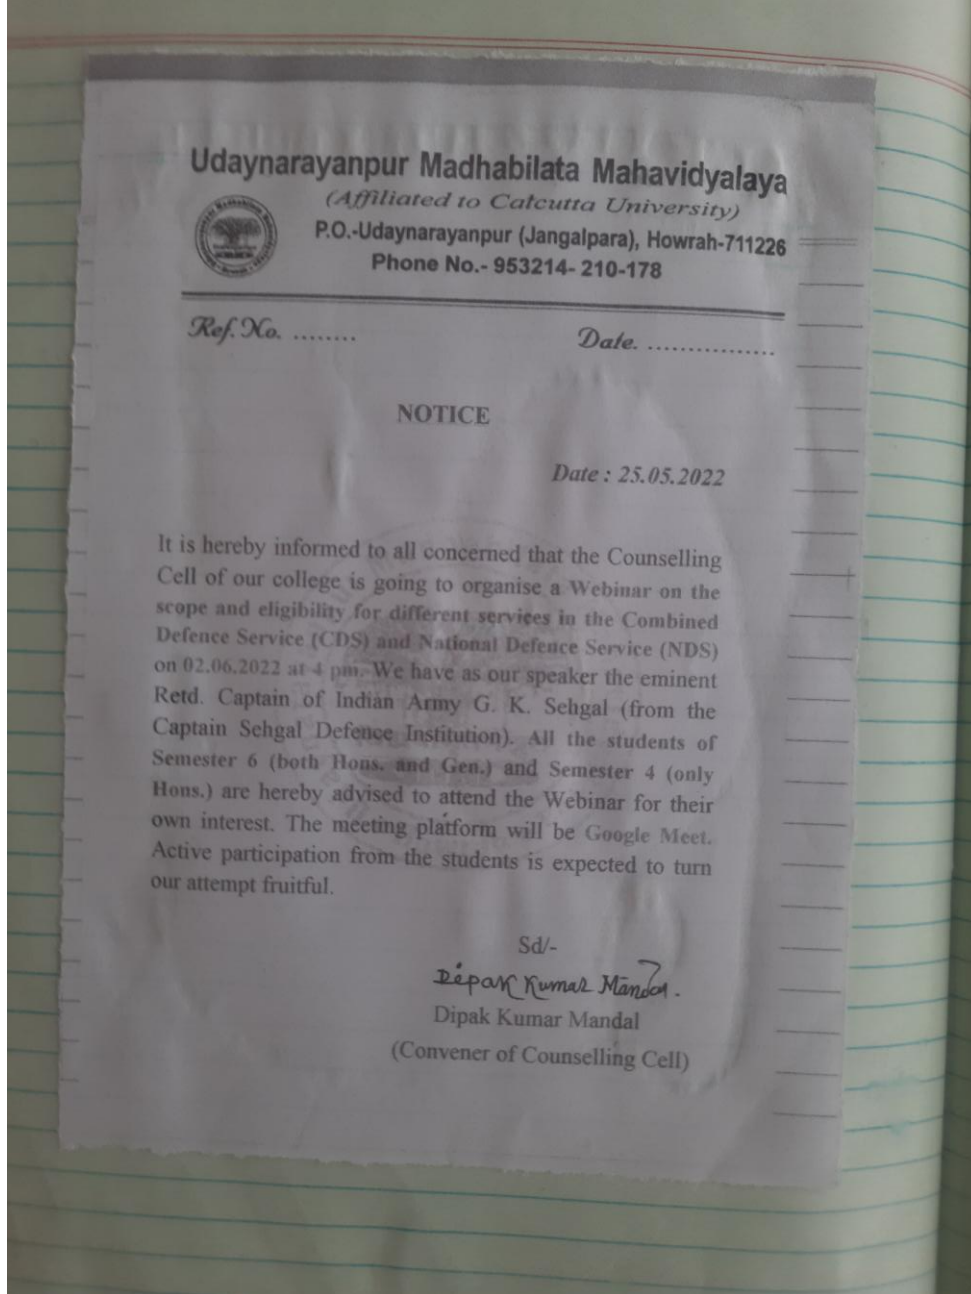 Udaynarayanpur Madhabilata Mahavidyalaya
(Affiliated to Calcutta University)
P.O.-Udaynarayanpur (Jangalpara), Howrah-711226
Phone No.- 953214- 210-178
Ref. No. ........
Date. ................
NOTICE
Date : 25.05.2022
It is hereby informed to all concerned that the Counselling
Cell of our college is going to organise a Webinar on the
scope and eligibility for different services in the Combined
Defence Service (CDS) and National Defence Service (NDS)
on 02.06.2022 at 4 pm. We have as our speaker the eminent
Retd. Captain of Indian Army G. K. Sehgal (from the
Captain Sehgal Defence Institution). All the students of
Semester 6 (both Hons. and Gen.) and Semester 4 (only
Hons.) are hereby advised to attend the Webinar for their
own interest. The meeting platform will be Google Meet.
Active participation from the students is expected to turn
our attempt fruitful.
Sd/-
Dipak Kumar Mandal.
Dipak Kumar Mandal
(Convener of Counselling Cell)